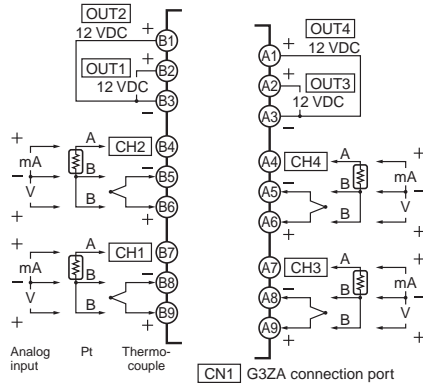 OUT2
12 VDC
+
B1
OUT1
+
B2
12 VDC
B3
−
B4
A
CH2
+
mA
−
B
−
B5
V
B
+
B6
+
B7
A
CH1
+
mA
−
B
−
B8
V
B
+
B9
+
Analog input
Pt
Thermo-couple
OUT4
+
12 VDC
A1
+
OUT3
A2
12 VDC
A3
−
A4
CH4
A
+
mA
−
A5
B
−
V
A6
+
B
+
A7
CH3
A
+
mA
−
A8
B
−
V
A9
+
B
+
CN1 G3ZA connection port